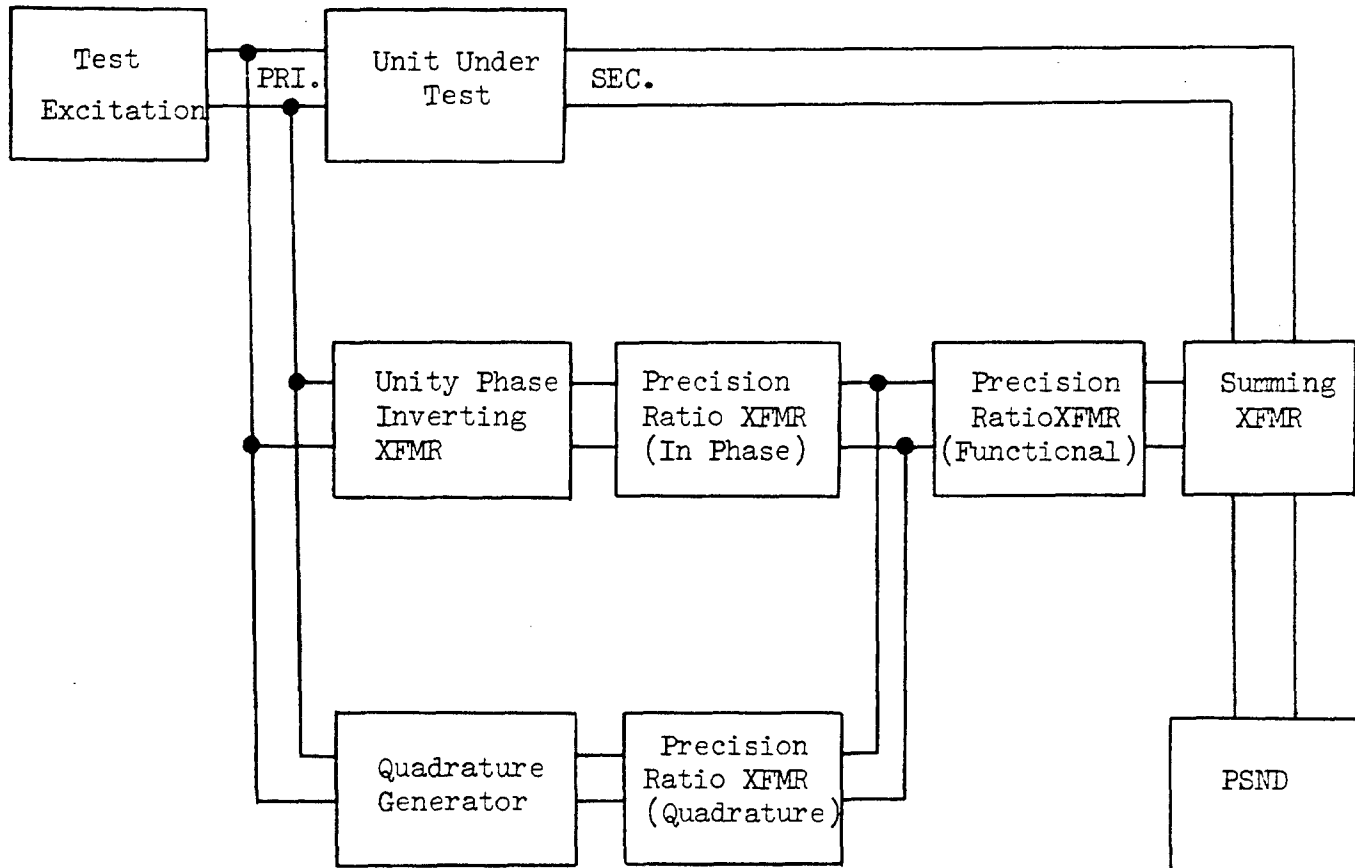 Test
Excitation
PRI.
Unit Under
Test
SEC.
Unity Phase
Inverting
XFMR
Precision
Ratio XFMR
(In Phase)
Precision
RatioXFMR
(Functional)
Summing
XFMR
Quadrature
Generator
Precision
Ratio XFMR
(Quadrature)
PSND